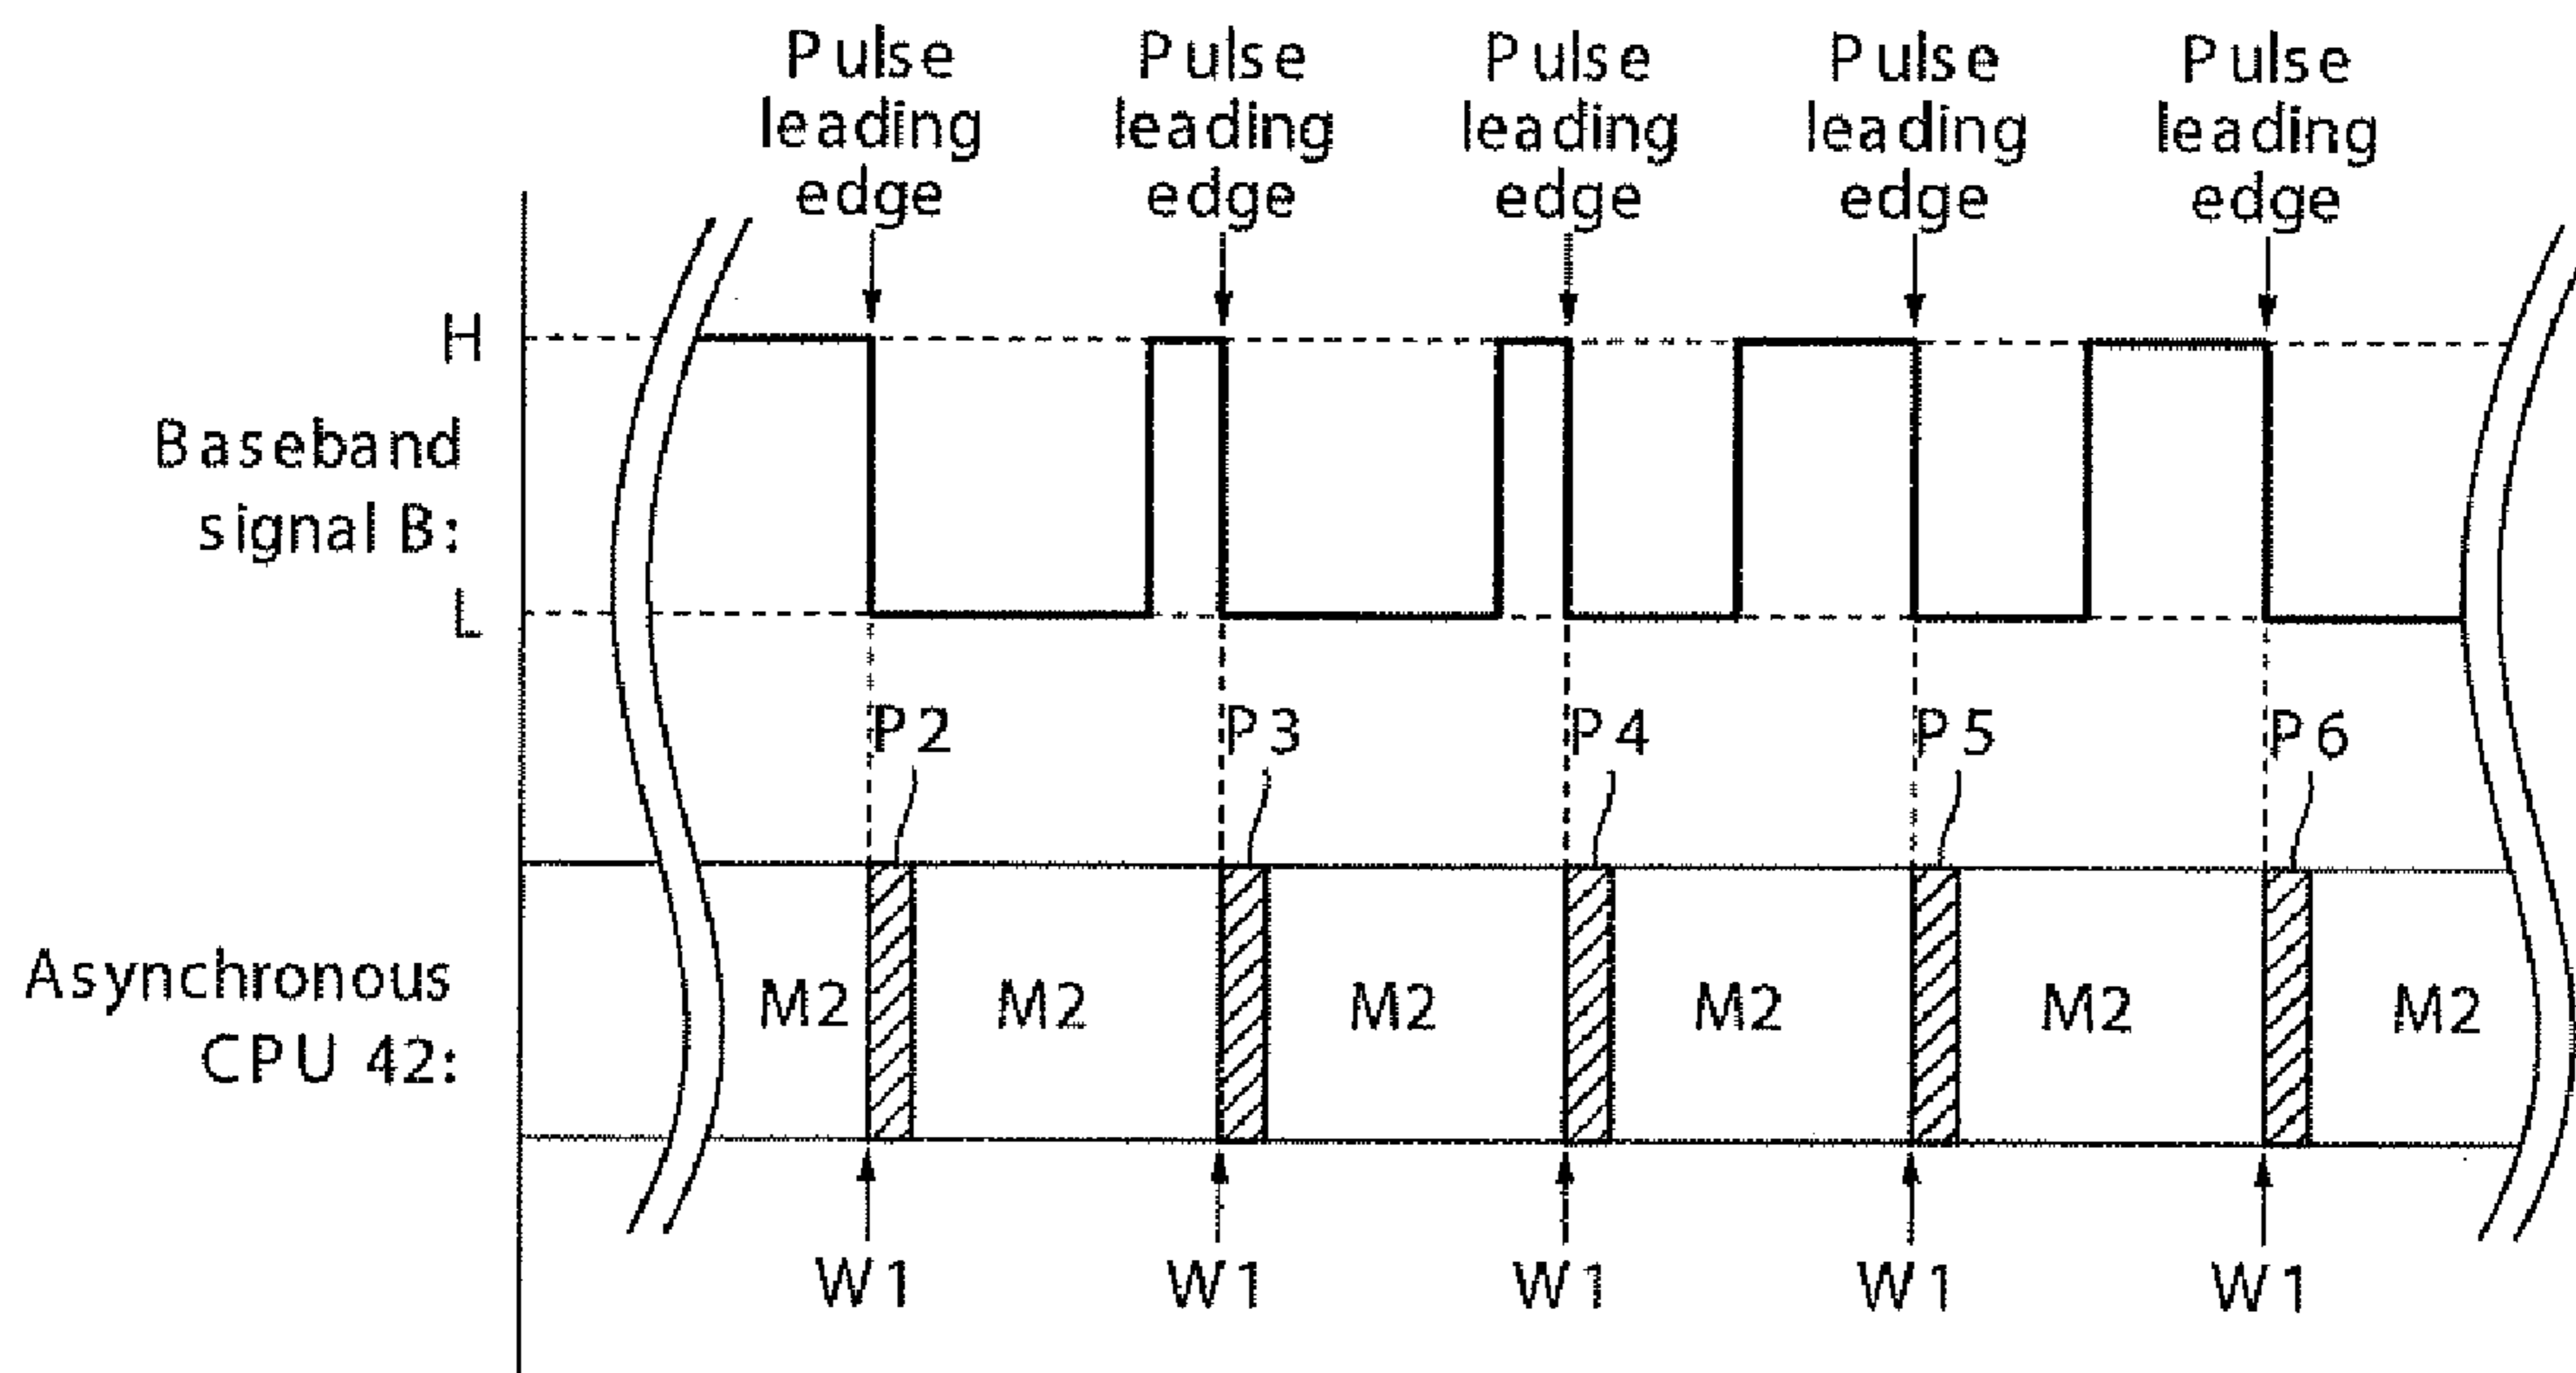 Pulse Pulse Pulse Pulse Pulse
leading leading leading leading leading
edge edge edge edge edge
H
Baseband
signal B:
L
P2 P3 P4 P5 P6
Asynchronous
CPU 42:
M2 M2 M2 M2 M2 M2
W1 W1 W1 W1 W1